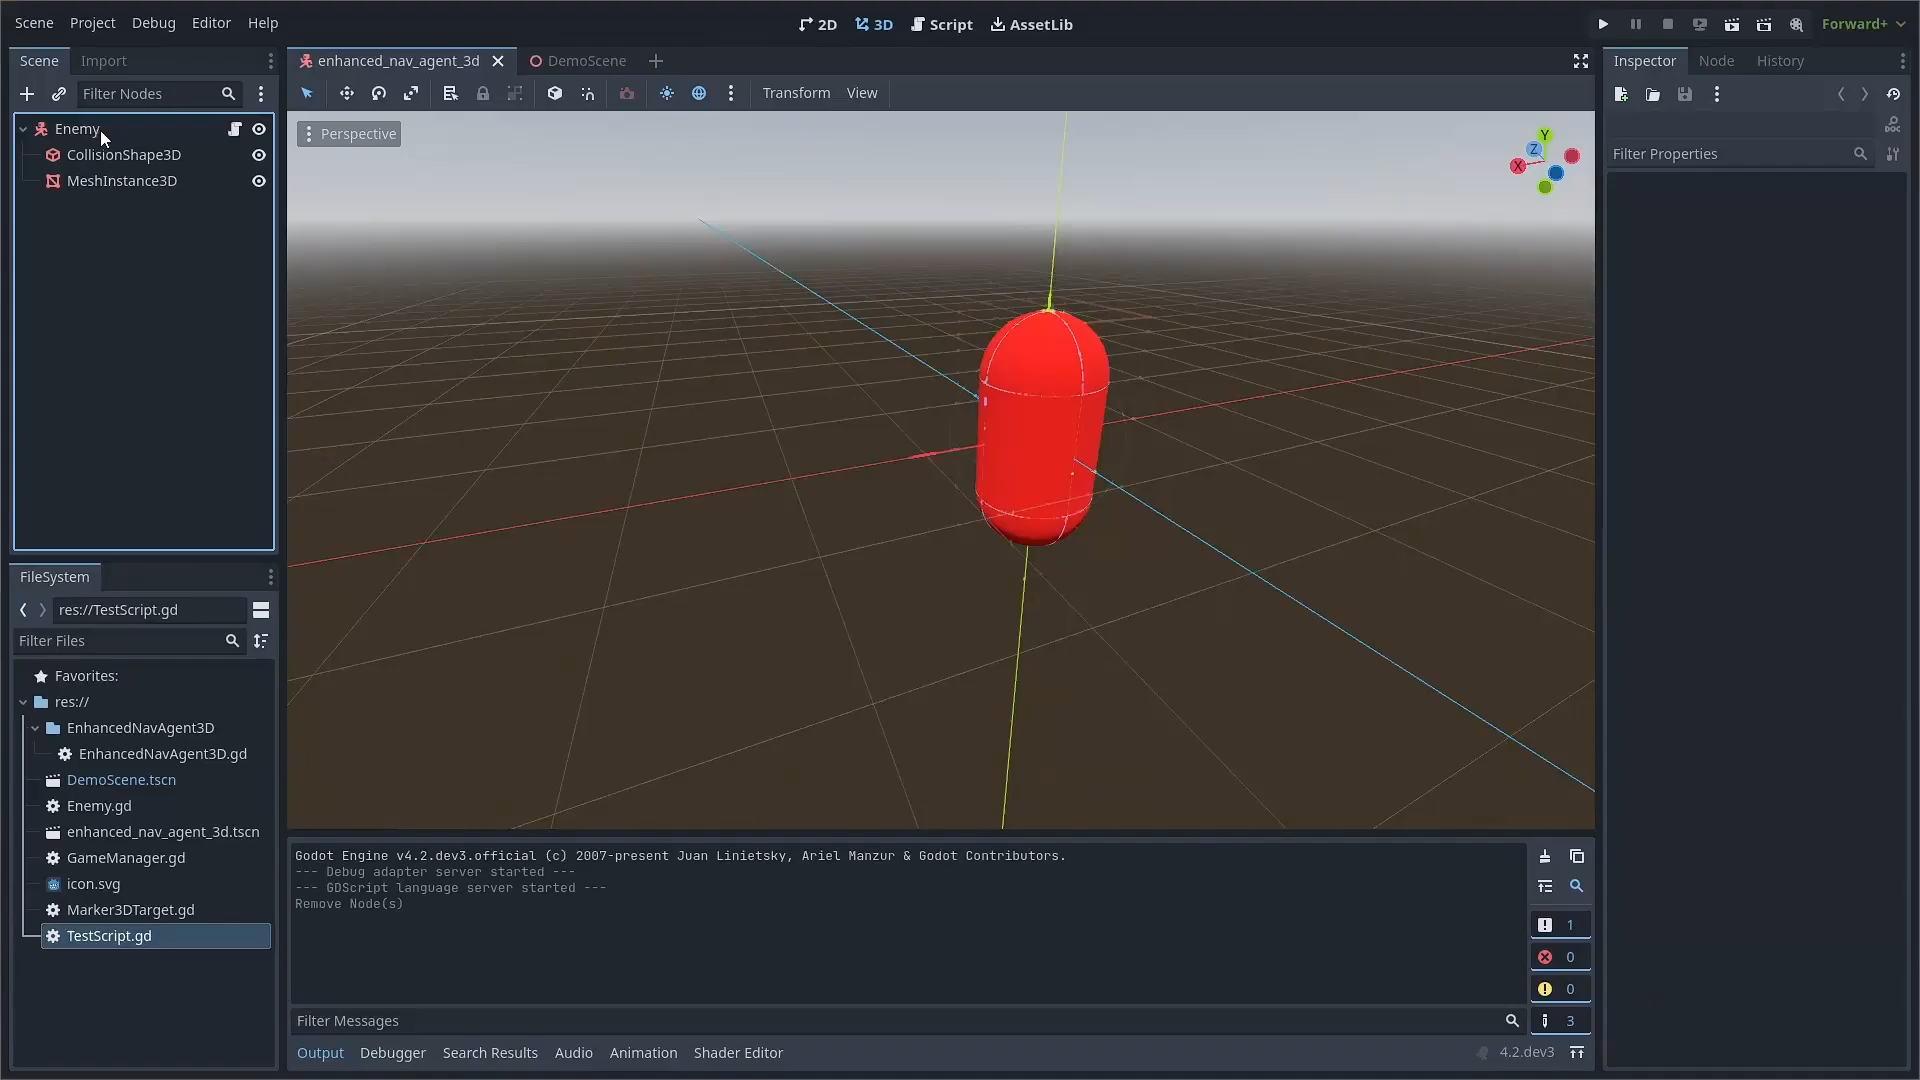 Scene Project Debug Editor Help
2D 3D Script AssetLib
Forward+
Scene Import
enhanced_nav_agent_3d DemoScene
Inspector Node History
Filter Nodes
Transform View
Enemy
CollisionShape3D
MeshInstance3D
Perspective
Y
Z
X
Filter Properties
FileSystem
res://TestScript.gd
Filter Files
Favorites:
res://
EnhancedNavAgent3D
EnhancedNavAgent3D.gd
DemoScene.tscn
Enemy.gd
enhanced_nav_agent_3d.tscn
GameManager.gd
icon.svg
Marker3DTarget.gd
TestScript.gd
Godot Engine v4.2.dev3.official (c) 2007-present Juan Linietsky, Ariel Manzur & Godot Contributors.
--- Debug adapter server started ---
--- GDScript language server started ---
Remove Node(s)
1
0
0
3
Filter Messages
Output Debugger Search Results Audio Animation Shader Editor
4.2.dev3